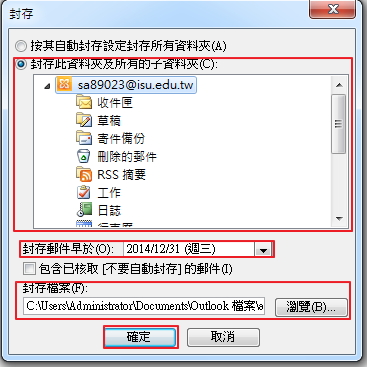 封存
按其自動封存設定封存所有資料夾(A)
封存此資料夾及所有的子資料夾(C):
sa89023@isu.edu.tw
收件匣
草稿
寄件備份
刪除的郵件
RSS 摘要
工作
日誌
行事曆
封存郵件早於(O): 2014/12/31 (週三)
包含已核取 [不要自動封存] 的郵件(I)
封存檔案(F):
C:\Users\Administrator\Documents\Outlook 檔案\a 瀏覽(B)...
確定 取消